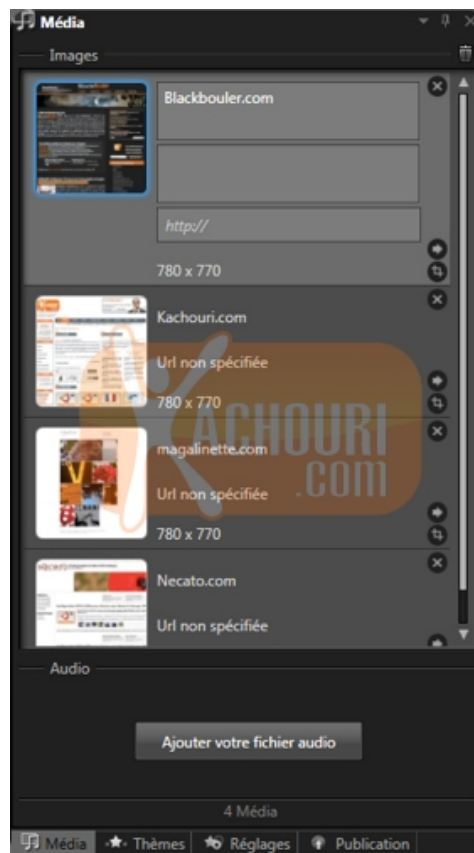 Média
Images
Blackbouler.com
http://
780 x 770
Kachouri.com
Url non spécifiée
780 x 770
KACHOURI
.COM
magalinette.com
Url non spécifiée
780 x 770
Necato.com
Url non spécifiée
Audio
Ajouter votre fichier audio
4 Média
Média Thèmes Réglages Publication